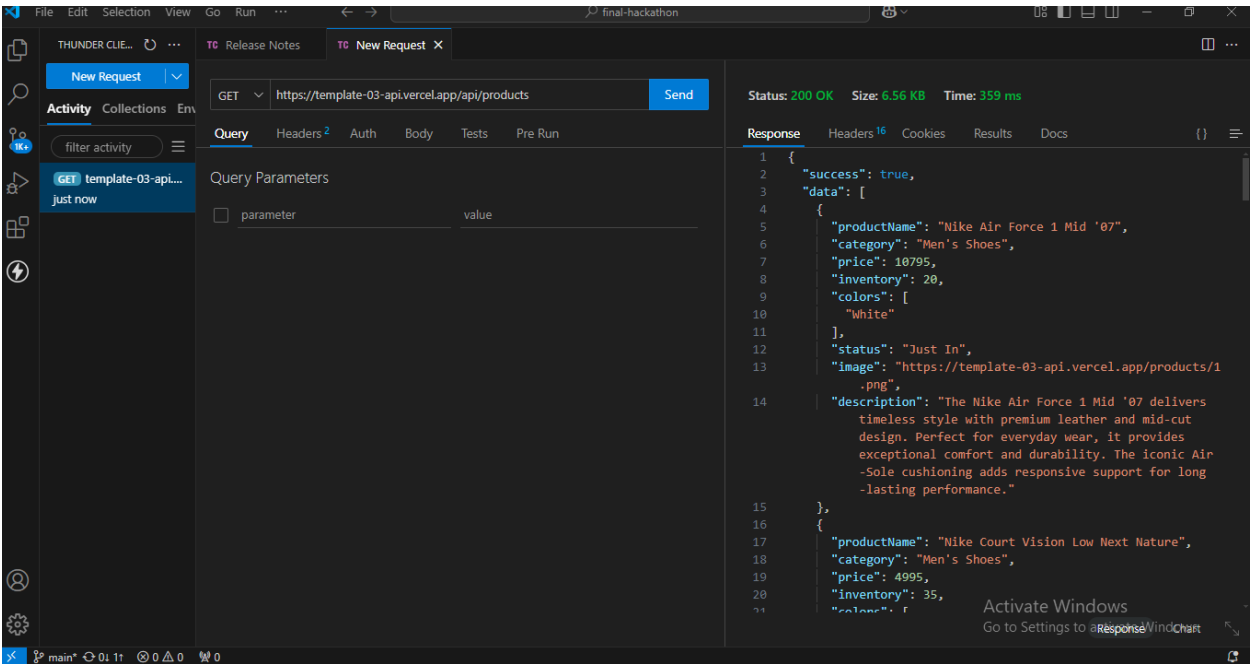 File Edit Selection View Go Run ··· ← → final-hackathon
THUNDER CLIE... ···
New Request
Activity Collections Env
filter activity
GET template-03-api....
just now
1K+
TC Release Notes TC New Request ×
GET https://template-03-api.vercel.app/api/products Send
Query Headers 2 Auth Body Tests Pre Run
Query Parameters
parameter value
Status: 200 OK Size: 6.56 KB Time: 359 ms
Response Headers 16 Cookies Results Docs {}
1 {
2 "success": true,
3 "data": [
4 {
5 "productName": "Nike Air Force 1 Mid '07",
6 "category": "Men's Shoes",
7 "price": 10795,
8 "inventory": 20,
9 "colors": [
10 "White"
11 ],
12 "status": "Just In",
13 "image": "https://template-03-api.vercel.app/products/1
.png",
14 "description": "The Nike Air Force 1 Mid '07 delivers
timeless style with premium leather and mid-cut
design. Perfect for everyday wear, it provides
exceptional comfort and durability. The iconic Air
-Sole cushioning adds responsive support for long
-lasting performance."
15 },
16 {
17 "productName": "Nike Court Vision Low Next Nature",
18 "category": "Men's Shoes",
19 "price": 4995,
20 "inventory": 35,
21 "colors": [
Activate Windows
Go to Settings to activate Windows.
Response Chart
main* 0↓ 1↑ 0 0 0